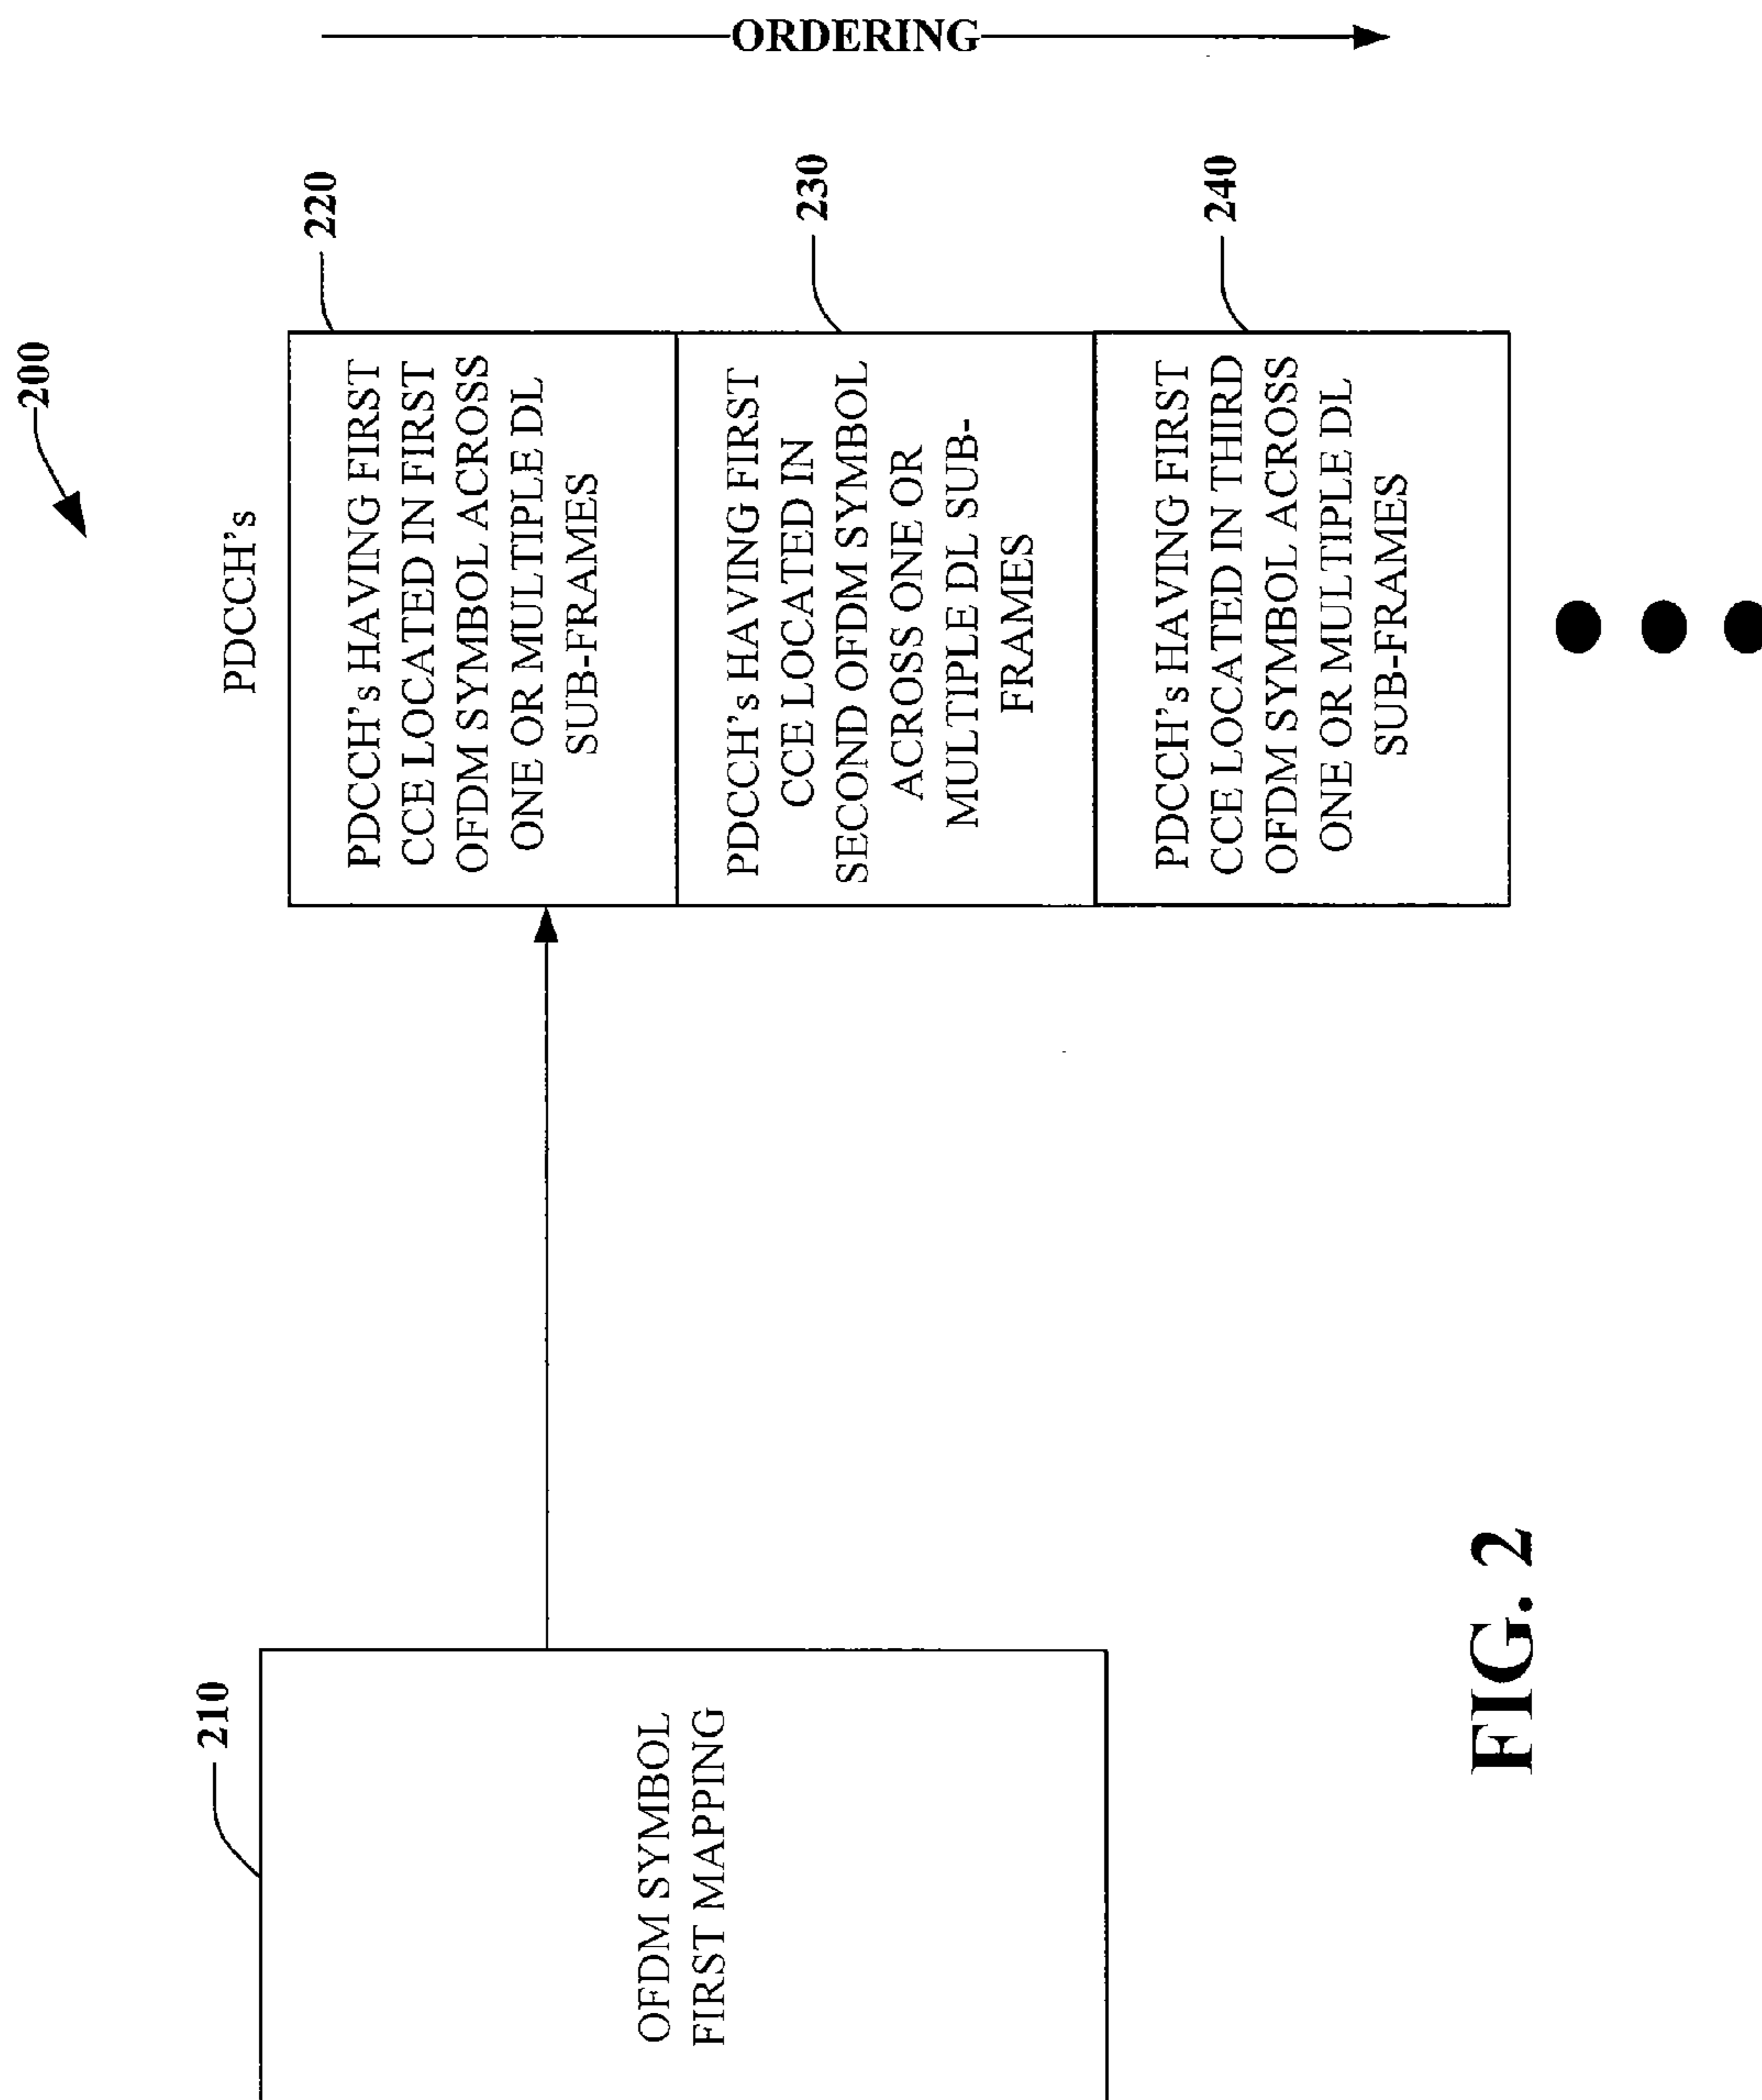 200
210
OFDM SYMBOL
FIRST MAPPING
PDCCH's
220
PDCCH's HAVING FIRST
CCE LOCATED IN FIRST
OFDM SYMBOL ACROSS
ONE OR MULTIPLE DL
SUB-FRAMES
230
PDCCH's HAVING FIRST
CCE LOCATED IN
SECOND OFDM SYMBOL
ACROSS ONE OR
MULTIPLE DL SUB-
FRAMES
240
PDCCH's HAVING FIRST
CCE LOCATED IN THIRD
OFDM SYMBOL ACROSS
ONE OR MULTIPLE DL
SUB-FRAMES
ORDERING
FIG. 2